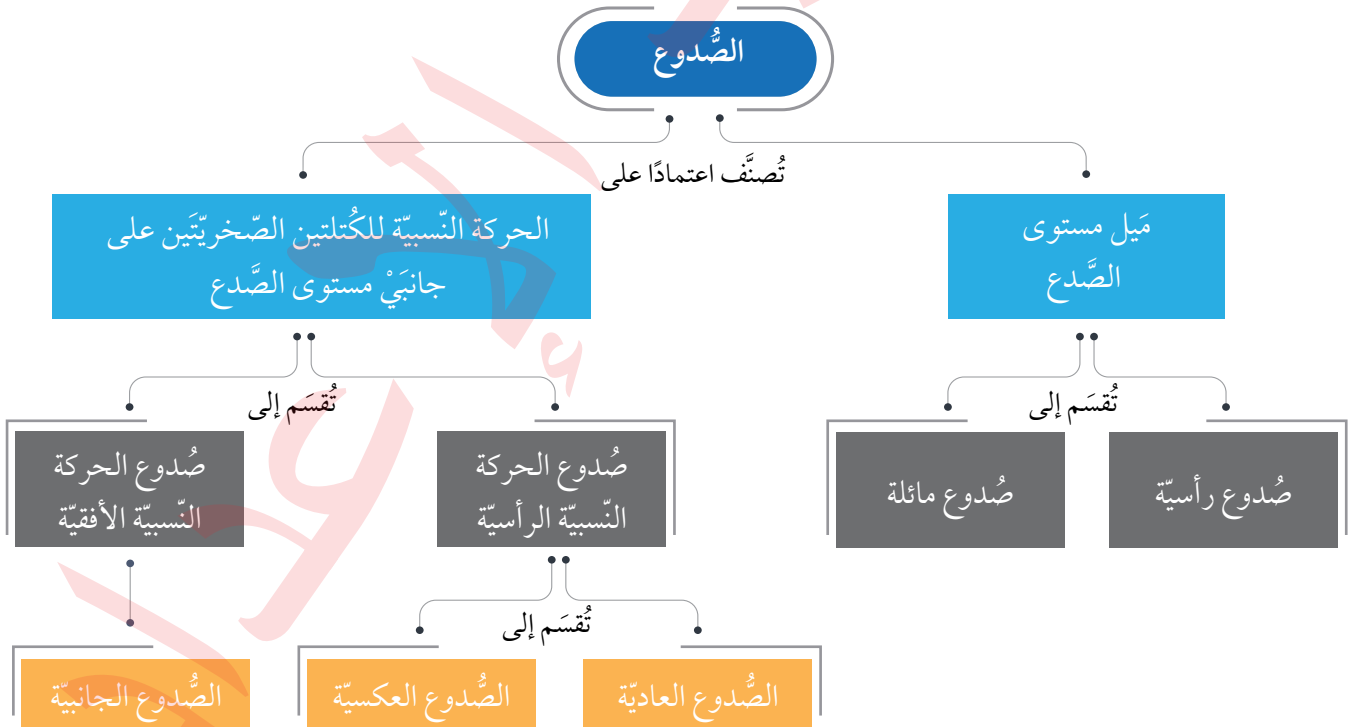 الصُّدوع
تُصنَّف اعتمادًا على
مَيل مستوى
الصَّدع
الحركة النّسبيّة للكُتلتين الصّخريّتَين على
جانبَيْ مستوى الصَّدع
تُقسَم إلى
تُقسَم إلى
صُدوع رأسيّة
صُدوع مائلة
صُدوع الحركة
النّسبيّة الرأسيّة
صُدوع الحركة
النّسبيّة الأفقيّة
تُقسَم إلى
الصُّدوع العاديّة
الصُّدوع العكسيّة
الصُّدوع الجانبيّة